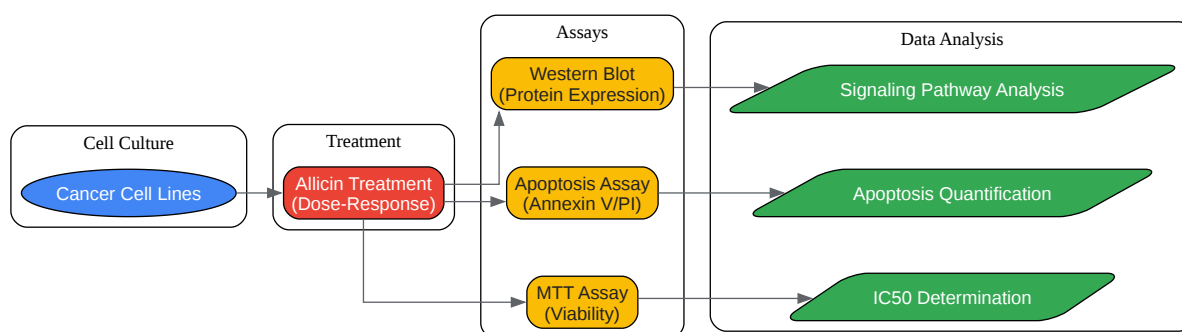 Cell Culture
Cancer Cell Lines
Treatment
Allicin Treatment
(Dose-Response)
Assays
Western Blot
(Protein Expression)
Apoptosis Assay
(Annexin V/PI)
MTT Assay
(Viability)
Data Analysis
Signaling Pathway Analysis
Apoptosis Quantification
IC50 Determination